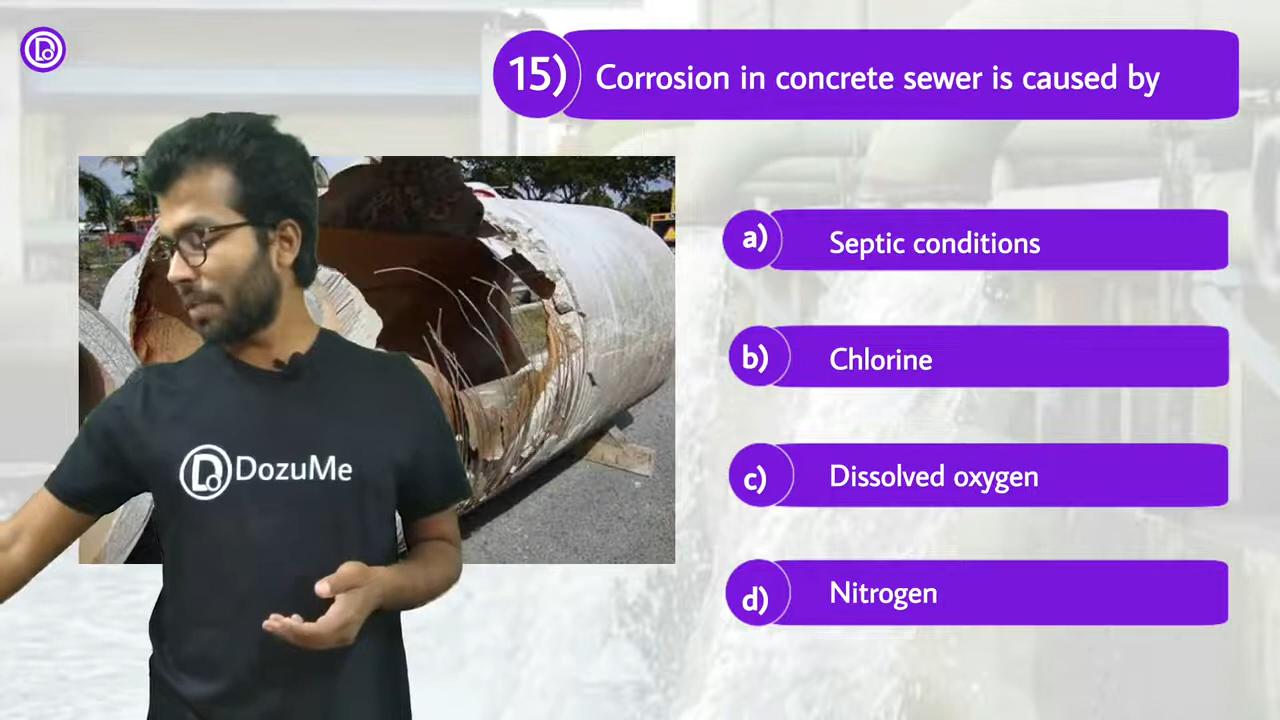 15) Corrosion in concrete sewer is caused by
a) Septic conditions
b) Chlorine
c) Dissolved oxygen
d) Nitrogen
DozuMe